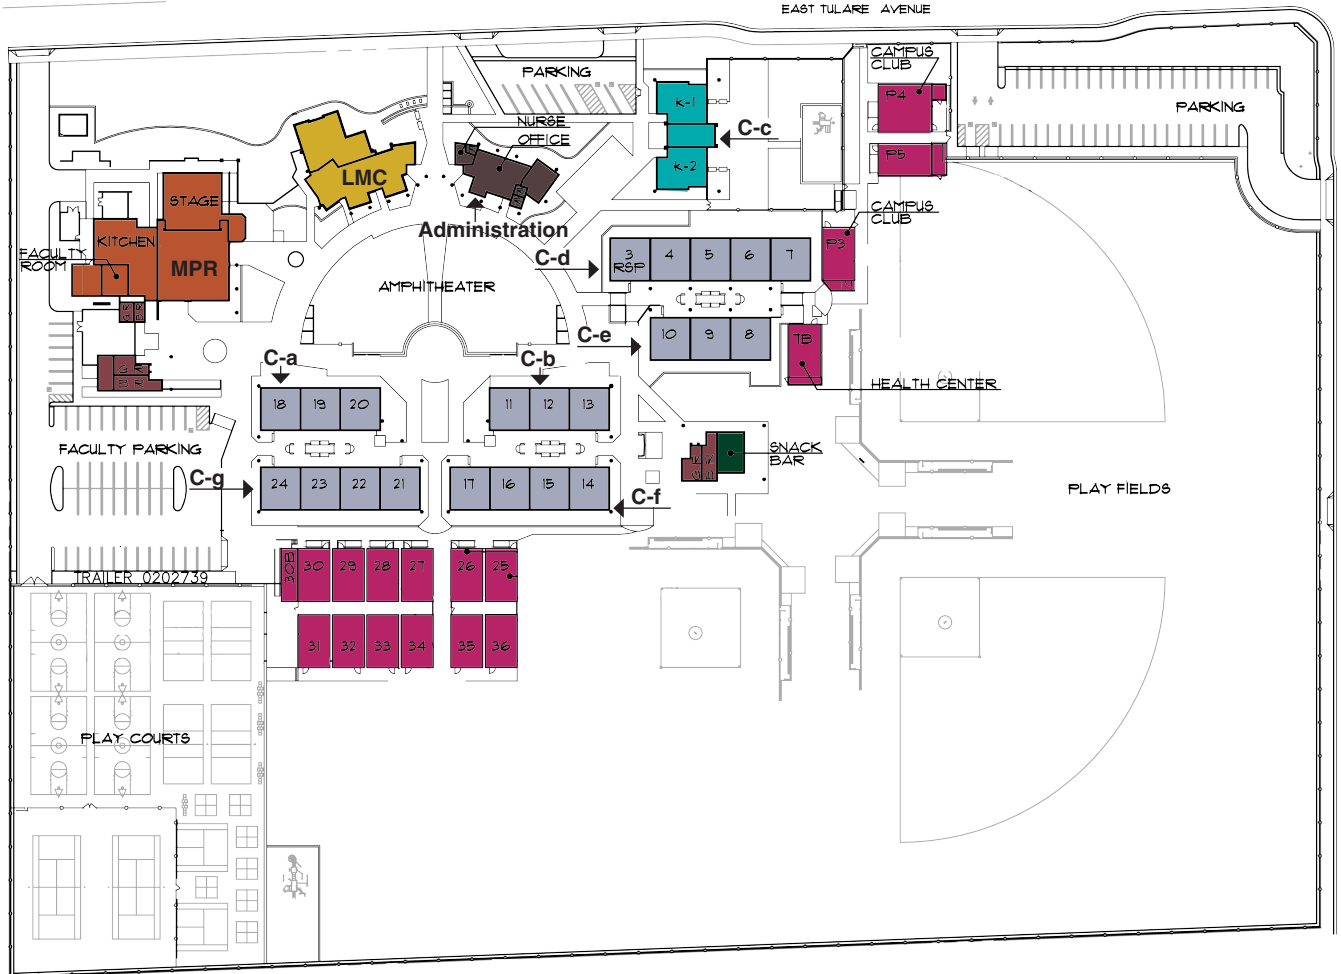 EAST TULARE AVENUE
CAMPUS
CLUB
PARKING
P4
PARKING
K-1
NURSE
OFFICE
C-c
P5
K-2
LMC
STAGE
CAMPUS
CLUB
Administration
KITCHEN
FACULTY
ROOM
MPR
C-d
3
RSP
4
5
6
7
P3
AMPHITHEATER
C-e
10
9
8
7B
HEALTH CENTER
C-a
C-b
G R
B R
18
19
20
11
12
13
FACULTY PARKING
SNACK
BAR
C-g
24
23
22
21
17
16
15
14
C-f
PLAY FIELDS
30B
30
29
28
27
26
25
TRAILER 0202739
31
32
33
34
35
36
PLAY COURTS